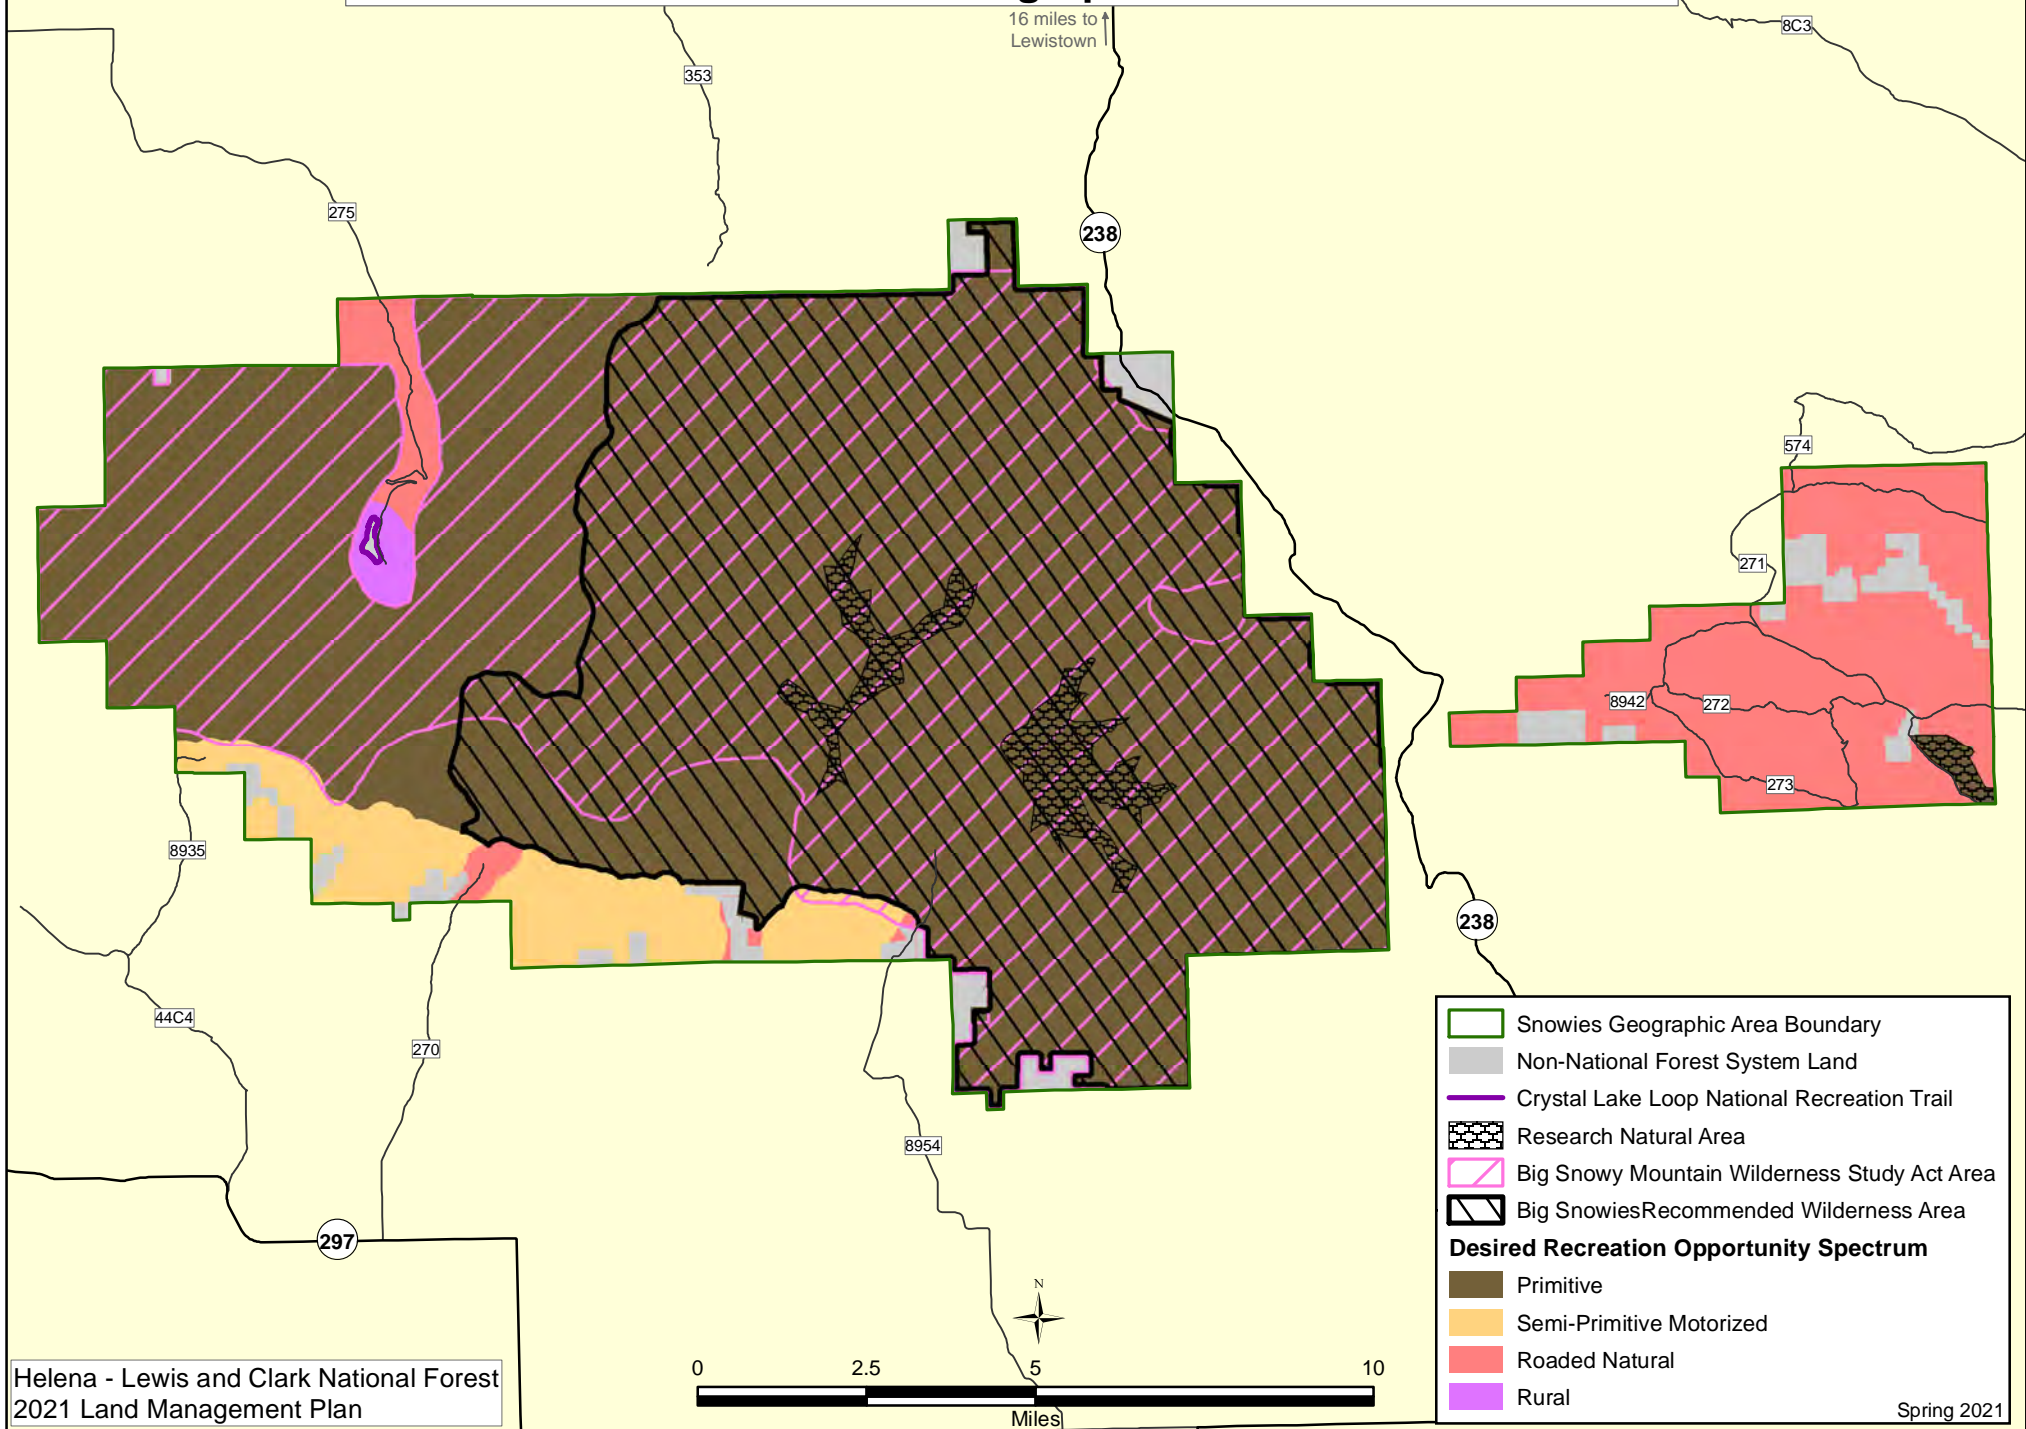 16 miles to
Lewistown
8C3
353
275
238
574
271
8942
272
273
8935
238
44C4
270
8954
297
Snowies Geographic Area Boundary
Non-National Forest System Land
Crystal Lake Loop National Recreation Trail
Research Natural Area
Big Snowy Mountain Wilderness Study Act Area
Big SnowiesRecommended Wilderness Area
Desired Recreation Opportunity Spectrum
Primitive
Semi-Primitive Motorized
Roaded Natural
Rural
Spring 2021
N
0 2.5 5 10
Miles
Helena - Lewis and Clark National Forest
2021 Land Management Plan